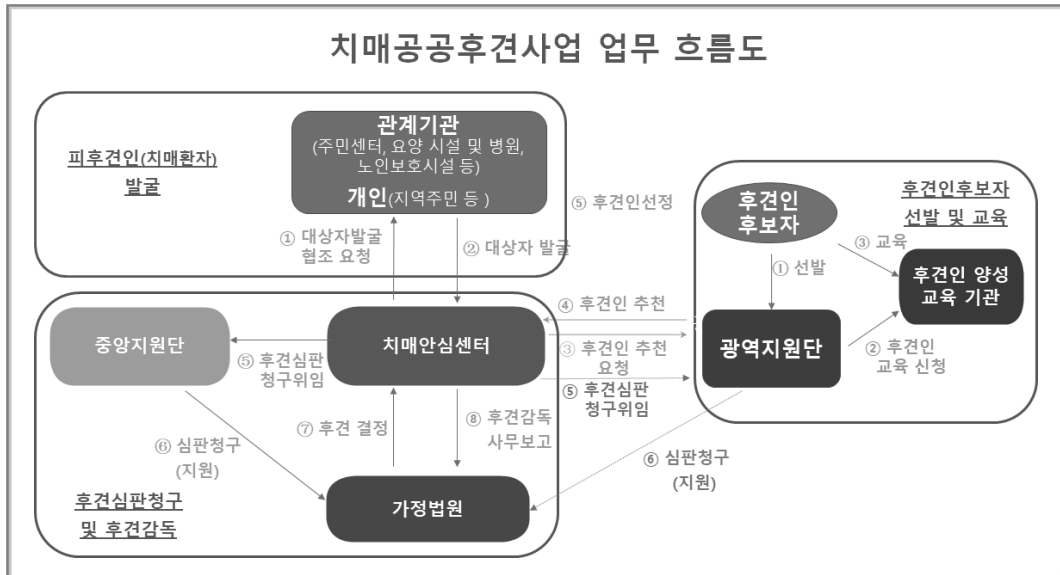 치매공공후견사업 업무 흐름도
피후견인(치매환자)
발굴
관계기관
(주민센터, 요양 시설 및 병원,
노인보호시설 등)
개인(지역주민 등 )
① 대상자발굴
협조 요청
② 대상자 발굴
⑤ 후견인선정
후견인
후보자
후견인후보자
선발 및 교육
③ 교육
① 선발
후견인 양성
교육 기관
광역지원단
② 후견인
교육 신청
중앙지원단
⑤ 후견심판
청구위임
치매안심센터
④ 후견인 추천
③ 후견인 추천
요청
⑤ 후견심판
청구위임
⑦ 후견 결정
⑧ 후견감독
사무보고
⑥ 심판청구
(지원)
⑥ 심판청구
(지원)
가정법원
후견심판청구
및 후견감독